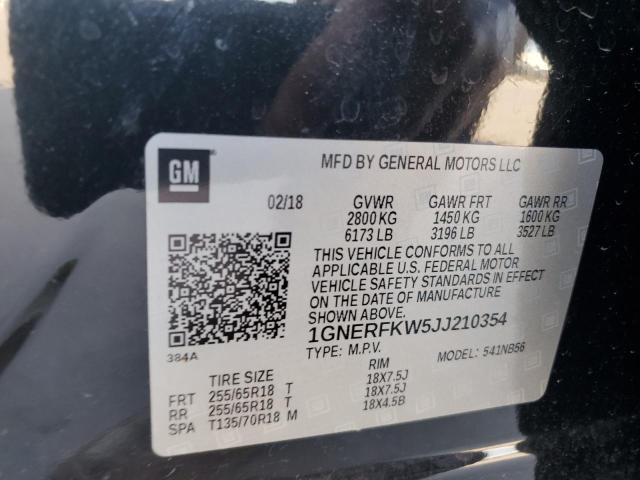 GM
MFD BY GENERAL MOTORS LLC
02/18 GVWR GAWR FRT GAWR RR
2800 KG 1450 KG 1600 KG
6173 LB 3196 LB 3527 LB
THIS VEHICLE CONFORMS TO ALL
APPLICABLE U.S. FEDERAL MOTOR
VEHICLE SAFETY STANDARDS IN EFFECT
ON THE DATE OF MANUFACTURE
SHOWN ABOVE.
1GNERFKW5JJ210354
384A
TYPE: M.P.V. MODEL: 541NB56
TIRE SIZE RIM
FRT 255/65R18 T 18X7.5J
RR 255/65R18 T 18X7.5J
SPA T135/70R18 M 18X4.5B